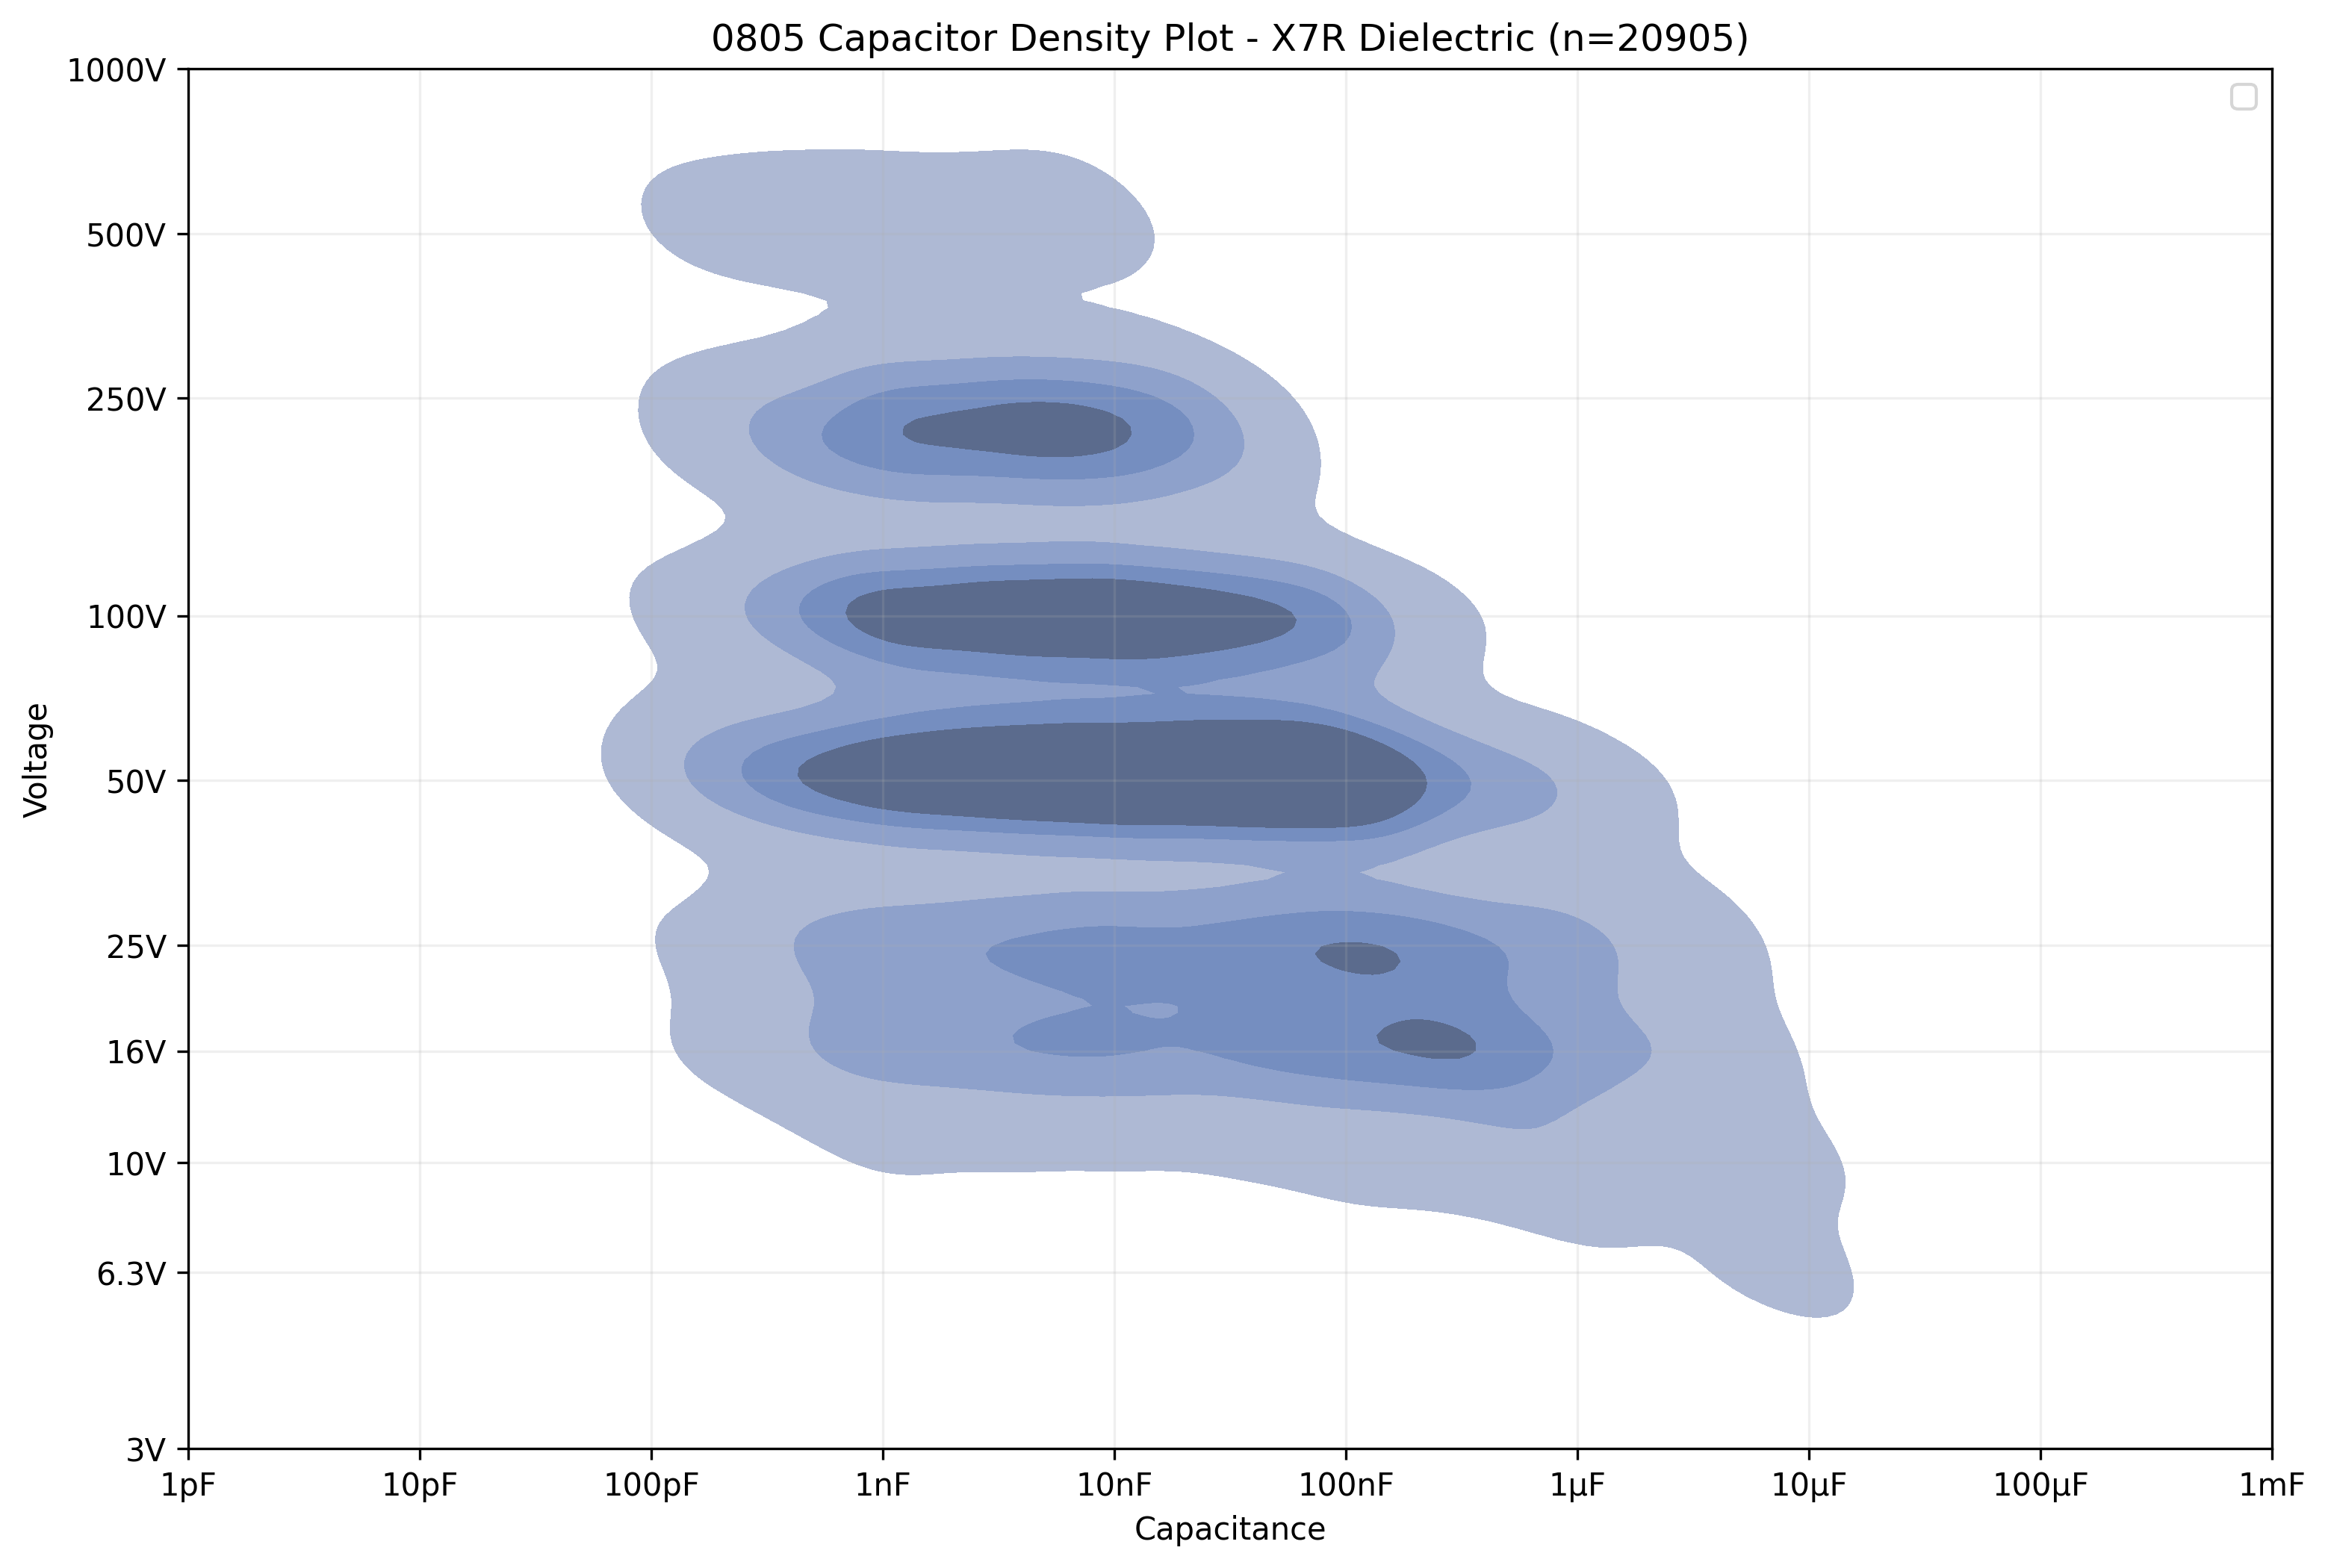 0805 Capacitor Density Plot - X7R Dielectric (n=20905)
1000V
500V
250V
100V
50V
25V
16V
10V
6.3V
3V
Voltage
1pF 10pF 100pF 1nF 10nF 100nF 1μF 10μF 100μF 1mF
Capacitance